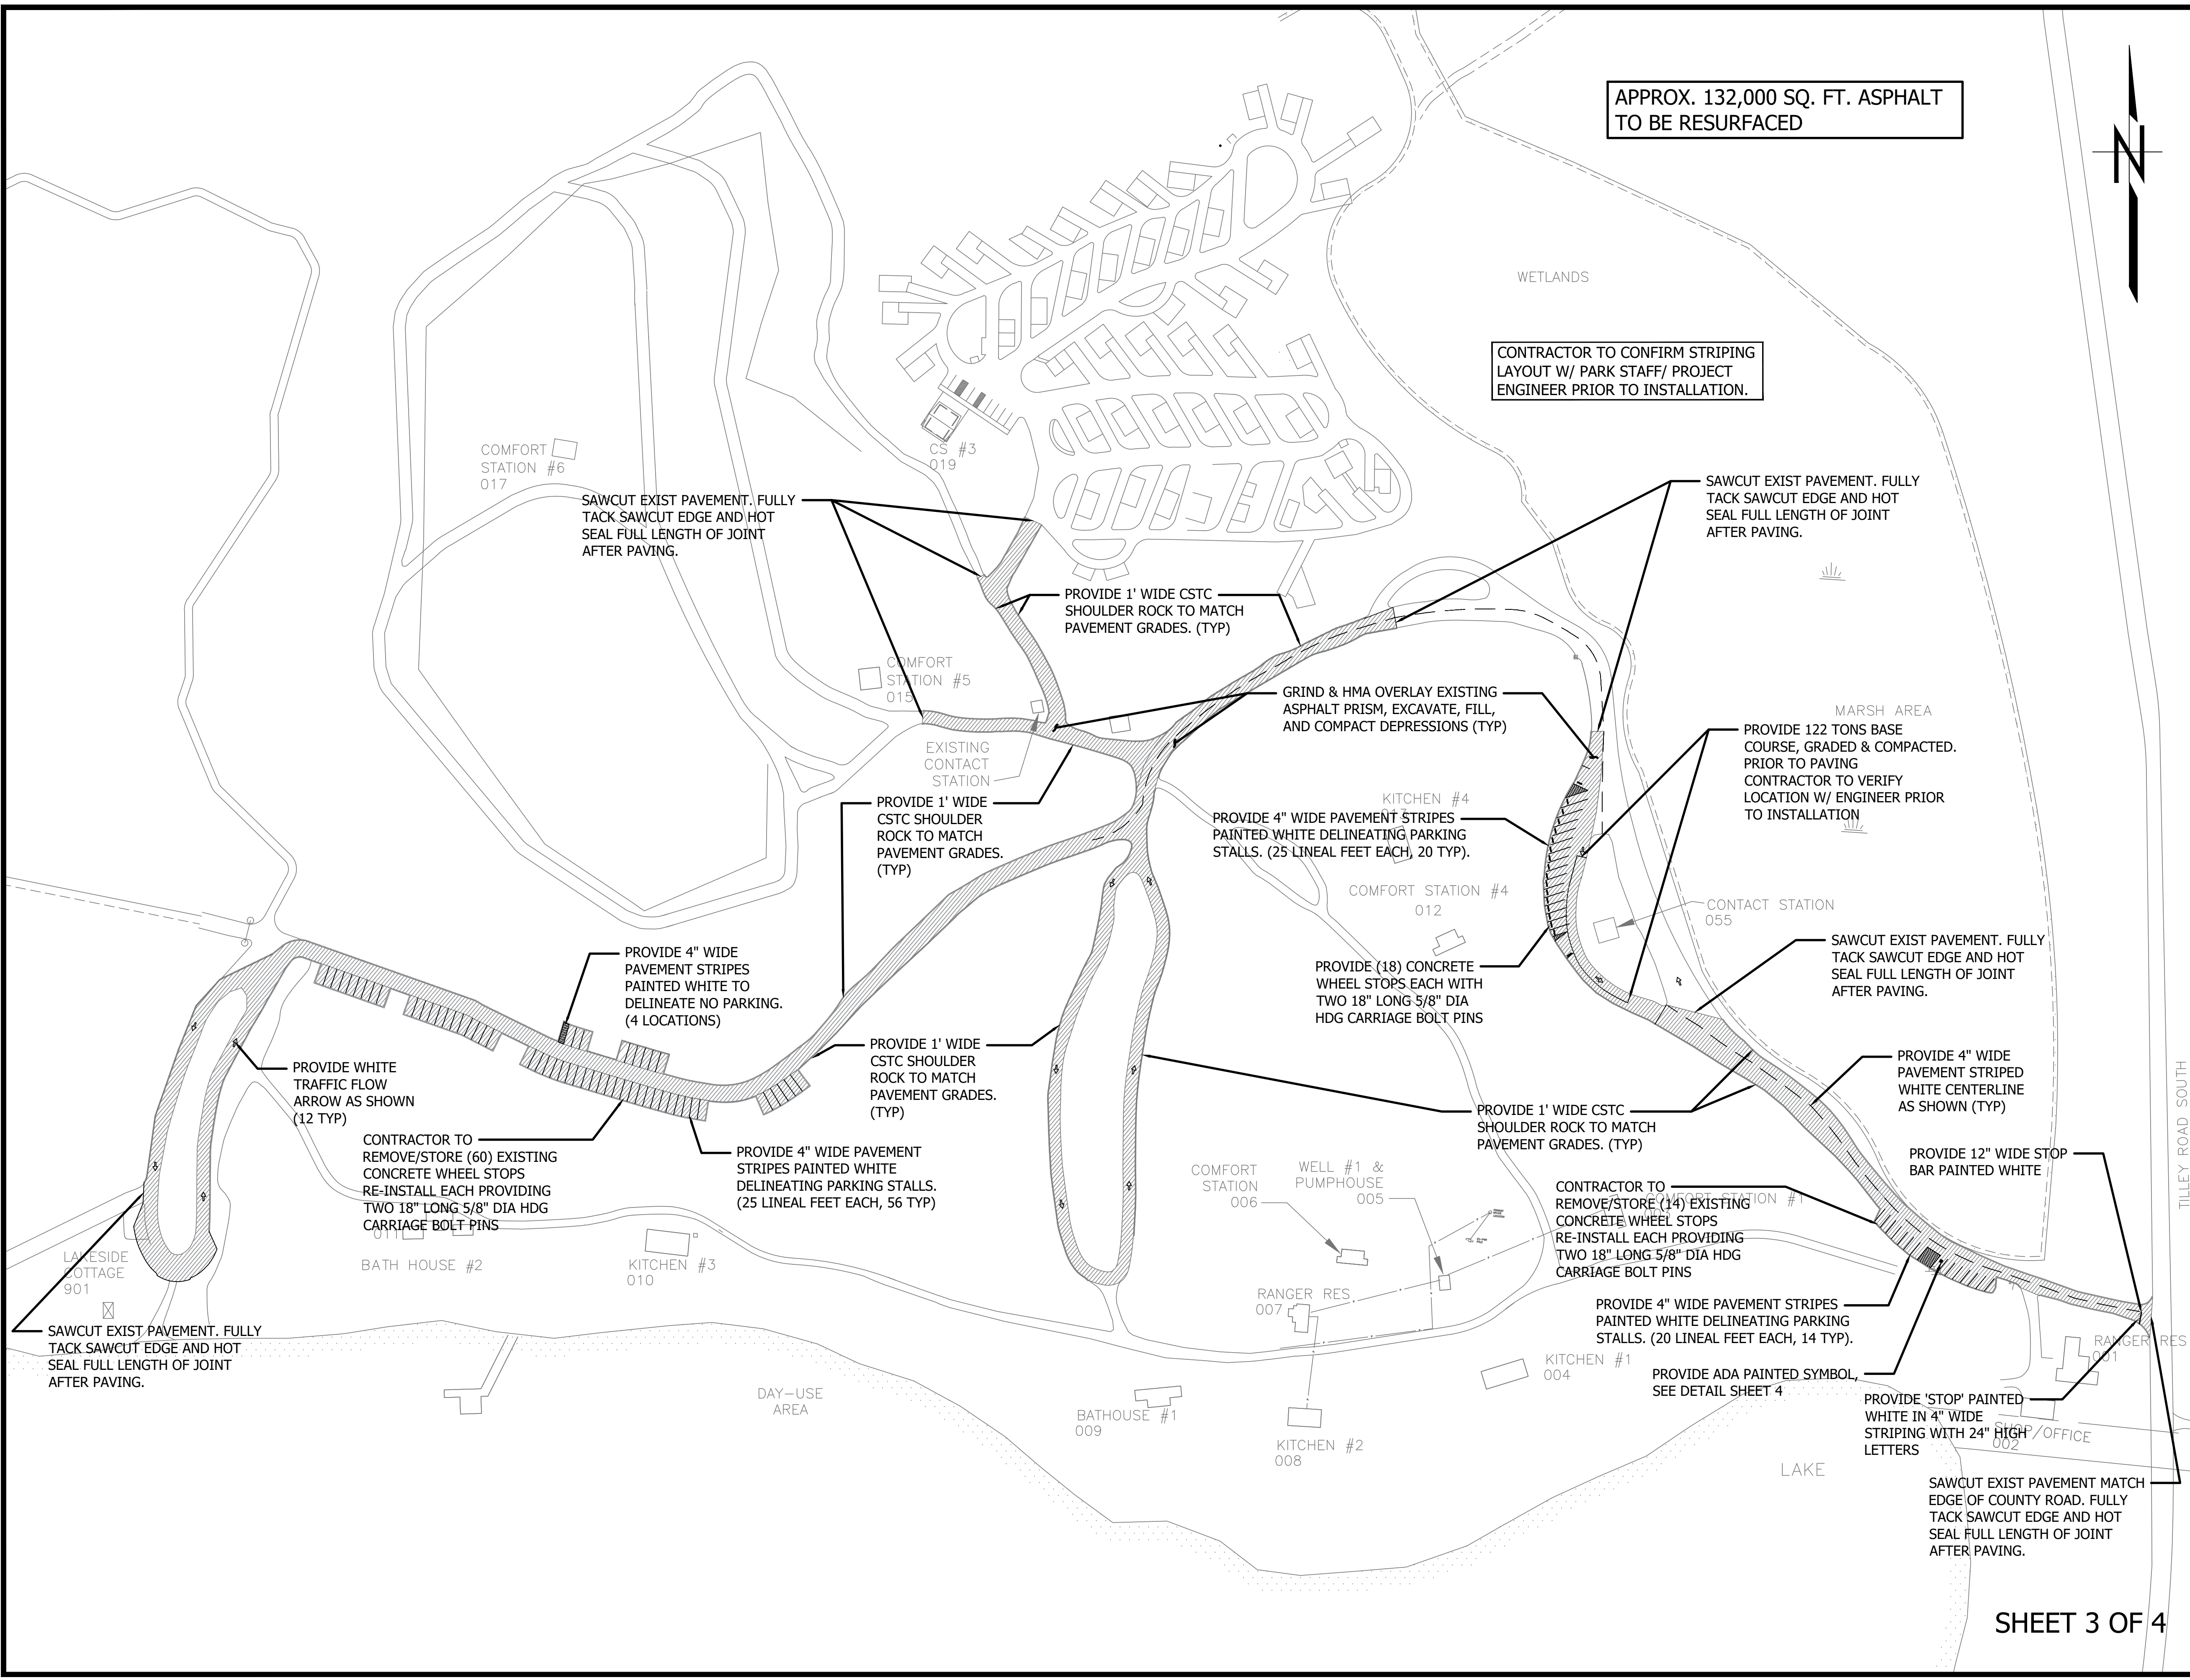 APPROX. 132,000 SQ. FT. ASPHALT
TO BE RESURFACED
N
WETLANDS
CONTRACTOR TO CONFIRM STRIPING
LAYOUT W/ PARK STAFF/ PROJECT
ENGINEER PRIOR TO INSTALLATION.
COMFORT
STATION #6
017
CS #3
019
SAWCUT EXIST PAVEMENT. FULLY
TACK SAWCUT EDGE AND HOT
SEAL FULL LENGTH OF JOINT
AFTER PAVING.
SAWCUT EXIST PAVEMENT. FULLY
TACK SAWCUT EDGE AND HOT
SEAL FULL LENGTH OF JOINT
AFTER PAVING.
PROVIDE 1' WIDE CSTC
SHOULDER ROCK TO MATCH
PAVEMENT GRADES. (TYP)
COMFORT
STATION #5
015
GRIND & HMA OVERLAY EXISTING
ASPHALT PRISM, EXCAVATE, FILL,
AND COMPACT DEPRESSIONS (TYP)
MARSH AREA
PROVIDE 122 TONS BASE
COURSE, GRADED & COMPACTED.
PRIOR TO PAVING
CONTRACTOR TO VERIFY
LOCATION W/ ENGINEER PRIOR
TO INSTALLATION
EXISTING
CONTACT
STATION
PROVIDE 1' WIDE
CSTC SHOULDER
ROCK TO MATCH
PAVEMENT GRADES.
(TYP)
KITCHEN #4
013
PROVIDE 4" WIDE PAVEMENT STRIPES
PAINTED WHITE DELINEATING PARKING
STALLS. (25 LINEAL FEET EACH, 20 TYP).
COMFORT STATION #4
012
CONTACT STATION
055
PROVIDE 4" WIDE
PAVEMENT STRIPES
PAINTED WHITE TO
DELINEATE NO PARKING.
(4 LOCATIONS)
PROVIDE (18) CONCRETE
WHEEL STOPS EACH WITH
TWO 18" LONG 5/8" DIA
HDG CARRIAGE BOLT PINS
SAWCUT EXIST PAVEMENT. FULLY
TACK SAWCUT EDGE AND HOT
SEAL FULL LENGTH OF JOINT
AFTER PAVING.
PROVIDE WHITE
TRAFFIC FLOW
ARROW AS SHOWN
(12 TYP)
PROVIDE 1' WIDE
CSTC SHOULDER
ROCK TO MATCH
PAVEMENT GRADES.
(TYP)
PROVIDE 4" WIDE
PAVEMENT STRIPED
WHITE CENTERLINE
AS SHOWN (TYP)
TILLEY ROAD SOUTH
PROVIDE 1' WIDE CSTC
SHOULDER ROCK TO MATCH
PAVEMENT GRADES. (TYP)
CONTRACTOR TO
REMOVE/STORE (60) EXISTING
CONCRETE WHEEL STOPS
RE-INSTALL EACH PROVIDING
TWO 18" LONG 5/8" DIA HDG
CARRIAGE BOLT PINS
011
BATH HOUSE #2
PROVIDE 4" WIDE PAVEMENT
STRIPES PAINTED WHITE
DELINEATING PARKING STALLS.
(25 LINEAL FEET EACH, 56 TYP)
PROVIDE 12" WIDE STOP
BAR PAINTED WHITE
COMFORT
STATION
006
WELL #1 &
PUMPHOUSE
005
CONTRACTOR TO
REMOVE/STORE (14) EXISTING
CONCRETE WHEEL STOPS
RE-INSTALL EACH PROVIDING
TWO 18" LONG 5/8" DIA HDG
CARRIAGE BOLT PINS
COMFORT STATION #1
LAKESIDE
COTTAGE
901
KITCHEN #3
010
RANGER RES
007
PROVIDE 4" WIDE PAVEMENT STRIPES
PAINTED WHITE DELINEATING PARKING
STALLS. (20 LINEAL FEET EACH, 14 TYP).
SAWCUT EXIST PAVEMENT. FULLY
TACK SAWCUT EDGE AND HOT
SEAL FULL LENGTH OF JOINT
AFTER PAVING.
RANGER RES
001
KITCHEN #1
004
PROVIDE ADA PAINTED SYMBOL,
SEE DETAIL SHEET 4
DAY-USE
AREA
BATHOUSE #1
009
KITCHEN #2
008
PROVIDE 'STOP' PAINTED
WHITE IN 4" WIDE
STRIPING WITH 24" HIGH
LETTERS
SHOP/OFFICE
002
LAKE
SAWCUT EXIST PAVEMENT MATCH
EDGE OF COUNTY ROAD. FULLY
TACK SAWCUT EDGE AND HOT
SEAL FULL LENGTH OF JOINT
AFTER PAVING.
SHEET 3 OF 4